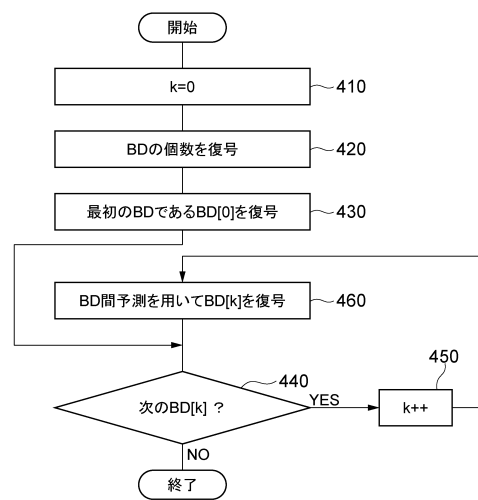 開始
k=0
410
BDの個数を復号
420
最初のBDであるBD[0]を復号
430
BD間予測を用いてBD[k]を復号
460
440
次のBD[k] ?
YES
450
k++
NO
終了